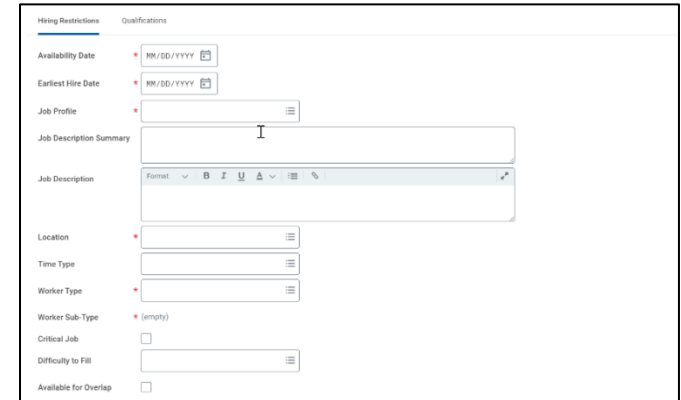 Hiring Restrictions Qualifications
Availability Date * MM/DD/YYYY
Earliest Hire Date * MM/DD/YYYY
Job Profile *
Job Description Summary
Job Description Format B I U A
Location *
Time Type
Worker Type *
Worker Sub-Type * (empty)
Critical Job
Difficulty to Fill
Available for Overlap